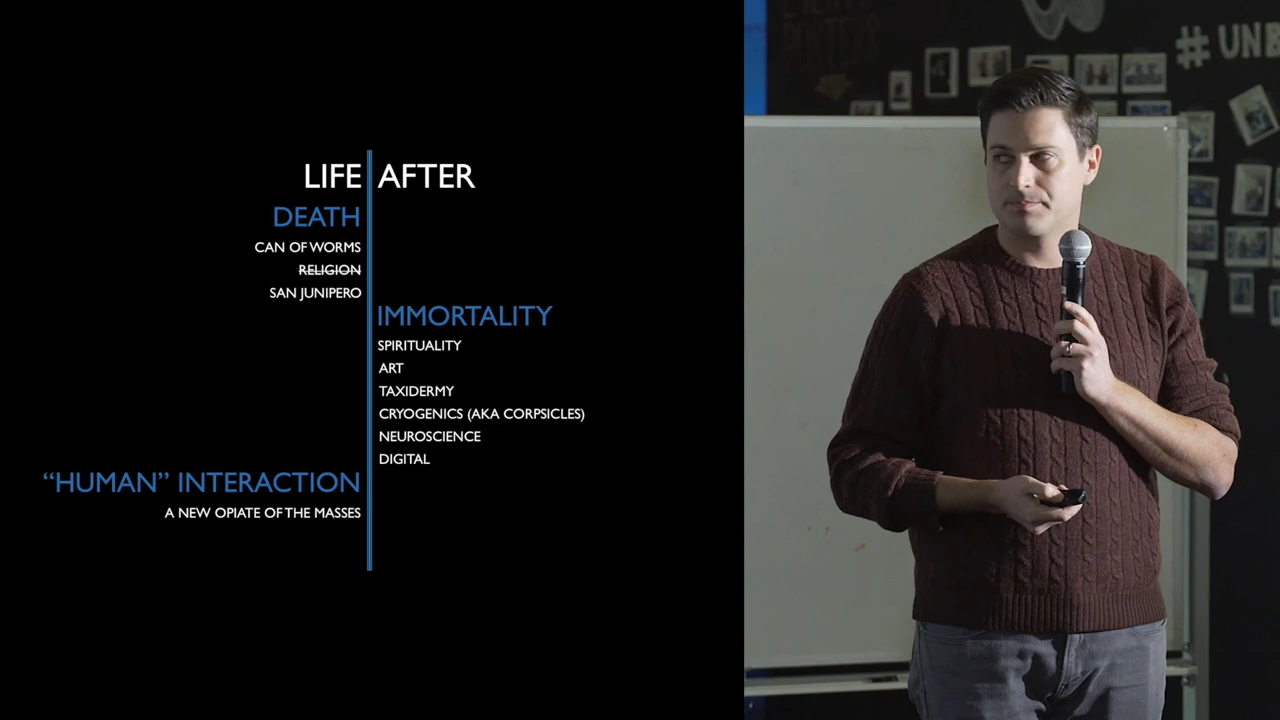 LIFE AFTER
DEATH
CAN OF WORMS
RELIGION
SAN JUNIPERO
IMMORTALITY
SPIRITUALITY
ART
TAXIDERMY
CRYOGENICS (AKA CORPSICLES)
NEUROSCIENCE
DIGITAL
“HUMAN” INTERACTION
A NEW OPIATE OF THE MASSES